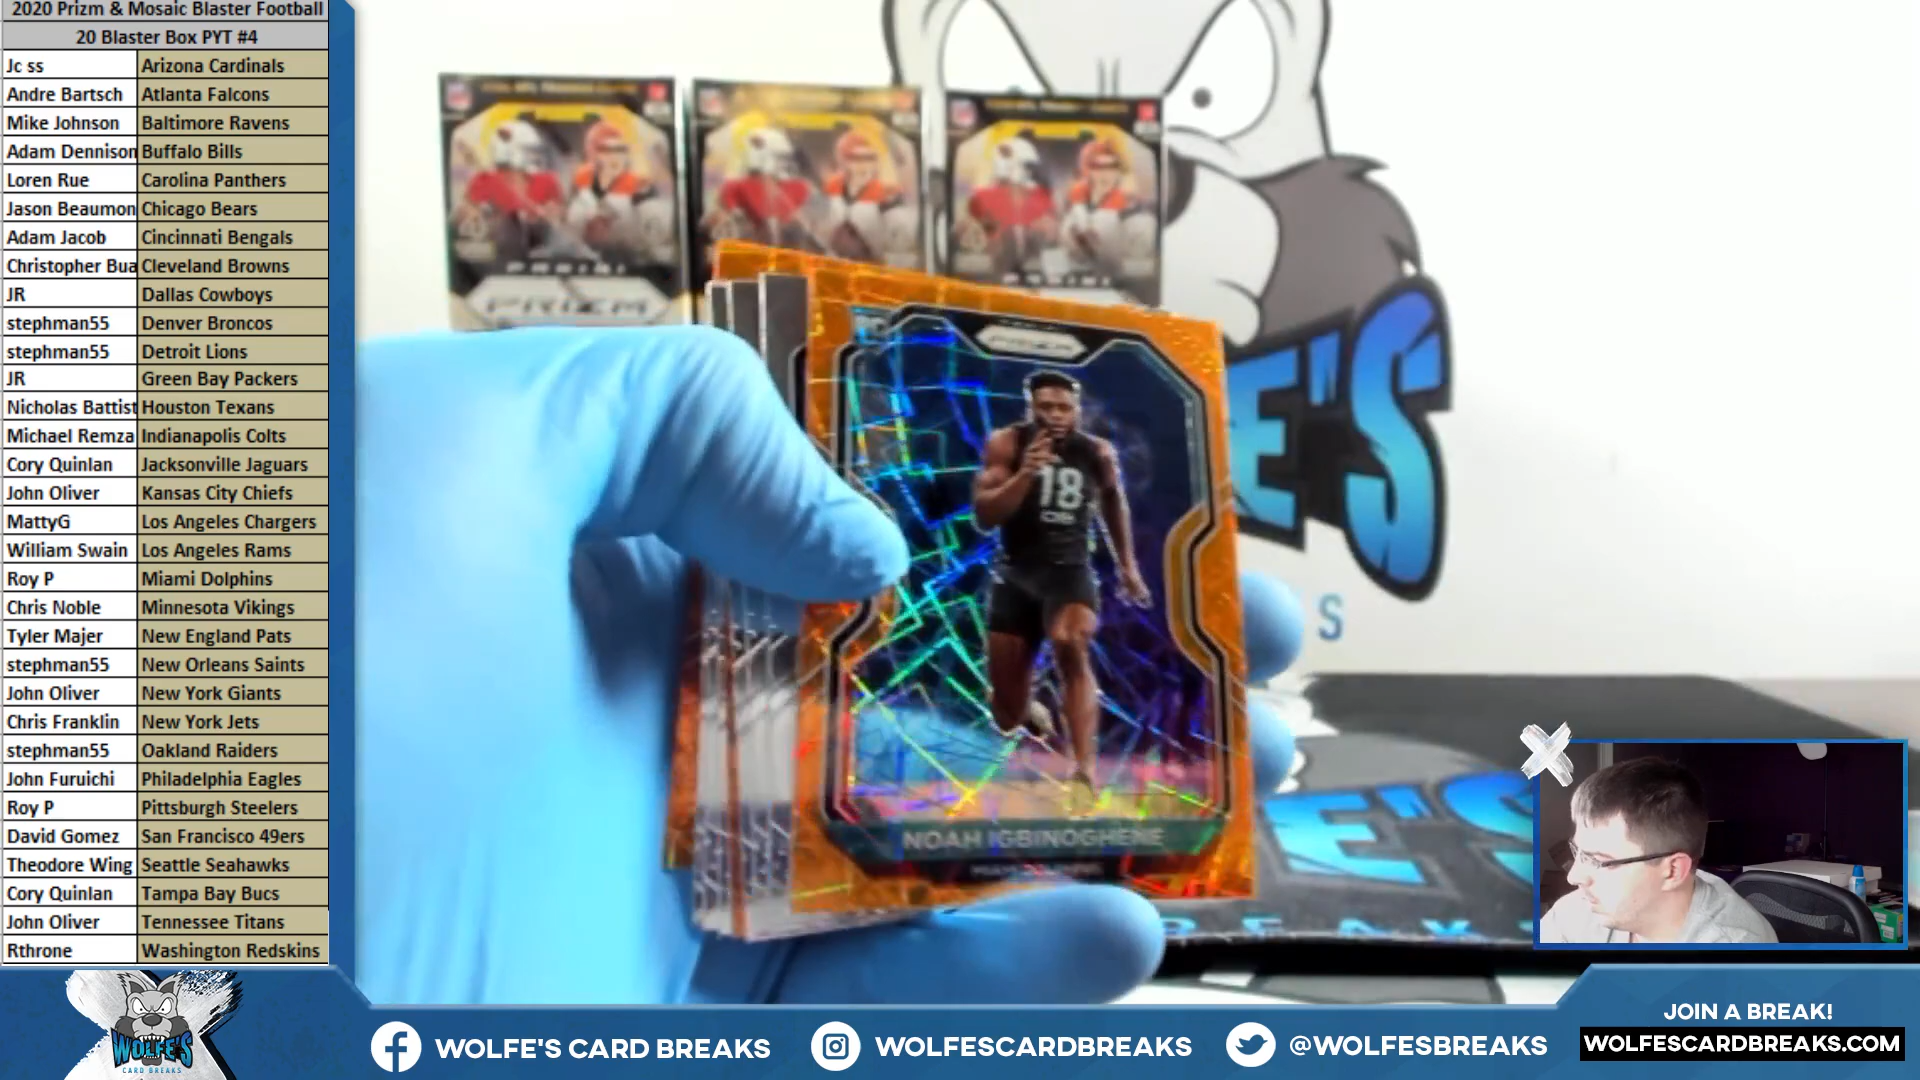 2020 Prizm & Mosaic Blaster Football
20 Blaster Box PYT #4
Jc ss Arizona Cardinals
Andre Bartsch Atlanta Falcons
Mike Johnson Baltimore Ravens
Adam Dennison Buffalo Bills
Loren Rue Carolina Panthers
Jason Beaumon Chicago Bears
Adam Jacob Cincinnati Bengals
Christopher Bua Cleveland Browns
JR Dallas Cowboys
stephman55 Denver Broncos
stephman55 Detroit Lions
JR Green Bay Packers
Nicholas Battist Houston Texans
Michael Remza Indianapolis Colts
Cory Quinlan Jacksonville Jaguars
John Oliver Kansas City Chiefs
MattyG Los Angeles Chargers
William Swain Los Angeles Rams
Roy P Miami Dolphins
Chris Noble Minnesota Vikings
Tyler Majer New England Pats
stephman55 New Orleans Saints
John Oliver New York Giants
Chris Franklin New York Jets
stephman55 Oakland Raiders
John Furuichi Philadelphia Eagles
Roy P Pittsburgh Steelers
David Gomez San Francisco 49ers
Theodore Wing Seattle Seahawks
Cory Quinlan Tampa Bay Bucs
John Oliver Tennessee Titans
Rthrone Washington Redskins
PANINI
PRIZM
PRIZM
18
NOAH IGBINOGHENE
E'S
S
E'S
WOLFE'S
CARD BREAKS
WOLFE'S CARD BREAKS
WOLFESCARDBREAKS
@WOLFESBREAKS
JOIN A BREAK!
WOLFESCARDBREAKS.COM